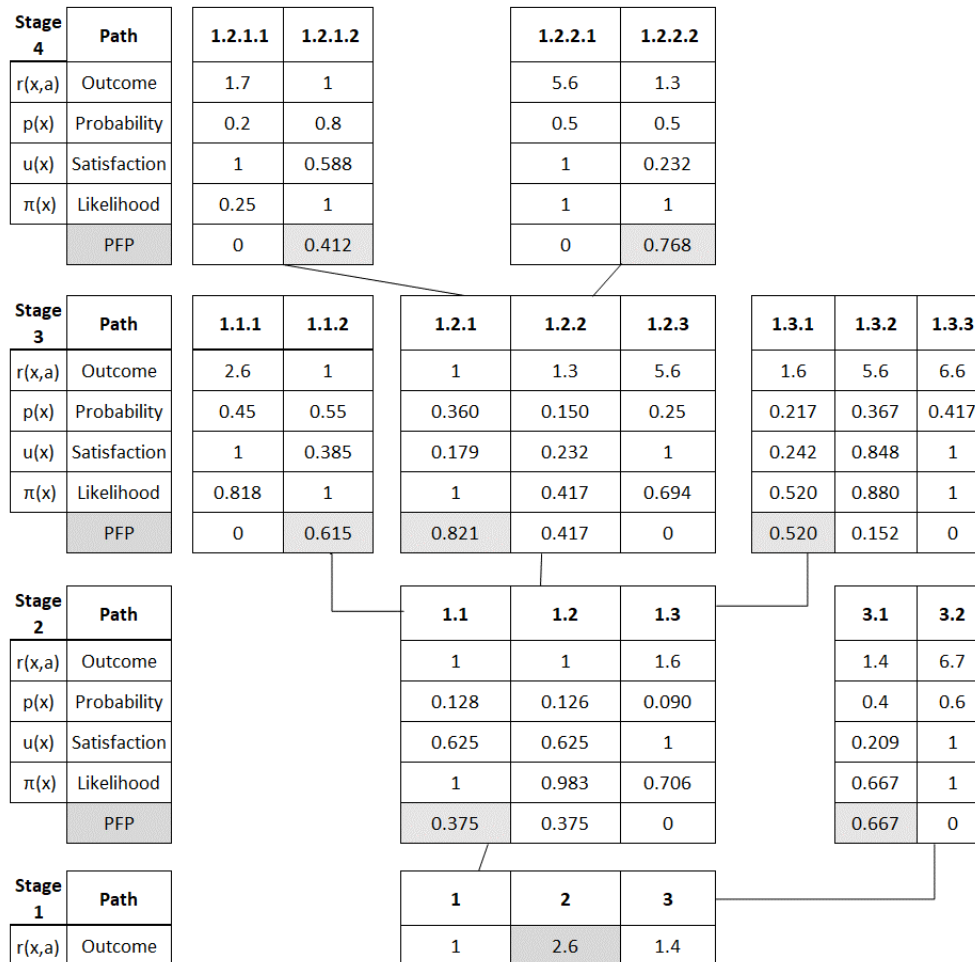 Stage 4 Path 1.2.1.1 1.2.1.2 1.2.2.1 1.2.2.2
r(x,a) Outcome 1.7 1 5.6 1.3
p(x) Probability 0.2 0.8 0.5 0.5
u(x) Satisfaction 1 0.588 1 0.232
π(x) Likelihood 0.25 1 1 1
PFP 0 0.412 0 0.768
Stage 3 Path 1.1.1 1.1.2 1.2.1 1.2.2 1.2.3 1.3.1 1.3.2 1.3.3
r(x,a) Outcome 2.6 1 1 1.3 5.6 1.6 5.6 6.6
p(x) Probability 0.45 0.55 0.360 0.150 0.25 0.217 0.367 0.417
u(x) Satisfaction 1 0.385 0.179 0.232 1 0.242 0.848 1
π(x) Likelihood 0.818 1 1 0.417 0.694 0.520 0.880 1
PFP 0 0.615 0.821 0.417 0 0.520 0.152 0
Stage 2 Path 1.1 1.2 1.3 3.1 3.2
r(x,a) Outcome 1 1 1.6 1.4 6.7
p(x) Probability 0.128 0.126 0.090 0.4 0.6
u(x) Satisfaction 0.625 0.625 1 0.209 1
π(x) Likelihood 1 0.983 0.706 0.667 1
PFP 0.375 0.375 0 0.667 0
Stage 1 Path 1 2 3
r(x,a) Outcome 1 2.6 1.4